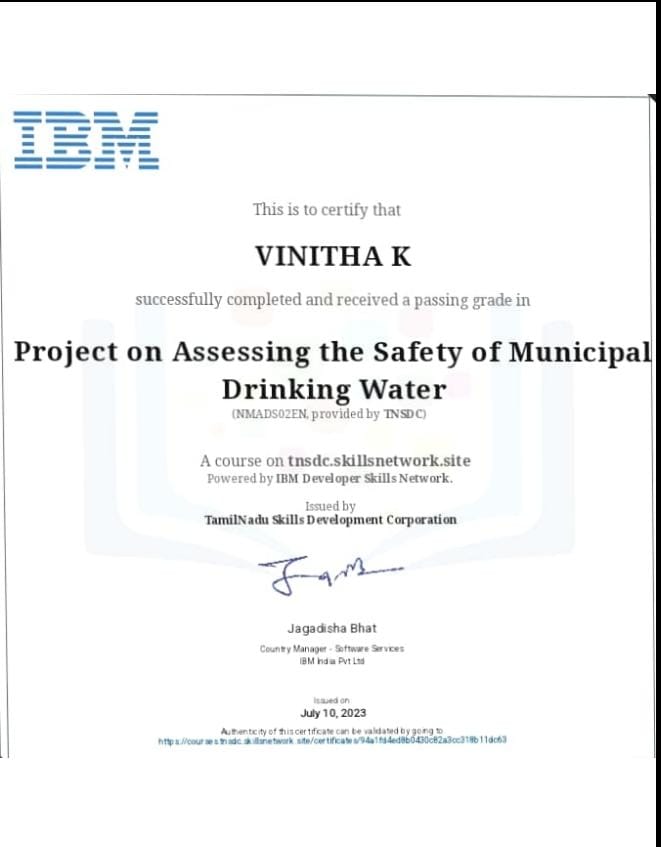 IBM
This is to certify that
VINITHA K
successfully completed and received a passing grade in
Project on Assessing the Safety of Municipal
Drinking Water
(NMADS02EN, provided by TNSDC)
A course on tnsdc.skillsnetwork.site
Powered by IBM Developer Skills Network.
Issued by
TamilNadu Skills Development Corporation
Jagadisha Bhat
Country Manager - Software Services
IBM India Pvt Ltd
Issued on
July 10, 2023
Authenticity of this certificate can be validated by going to
https://courses.tnsdc.skillsnetwork.site/certificates/94a1fd4ed8b0430c82a3cc318b11dc63